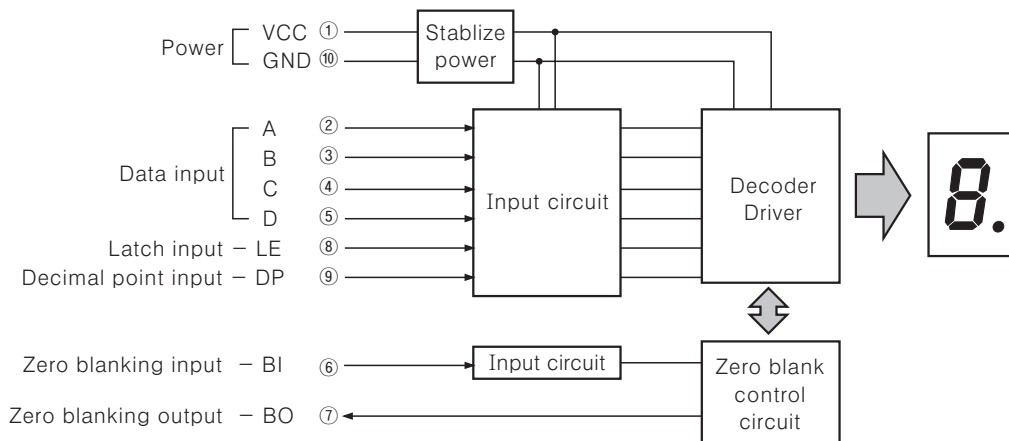 Power
VCC ①
GND ⑩
Stablize
power
Data input
A ②
B ③
C ④
D ⑤
Latch input – LE ⑧
Decimal point input – DP ⑨
Input circuit
Decoder
Driver
8.
Zero blanking input – BI ⑥
Input circuit
Zero blanking output – BO ⑦
Zero blank
control
circuit